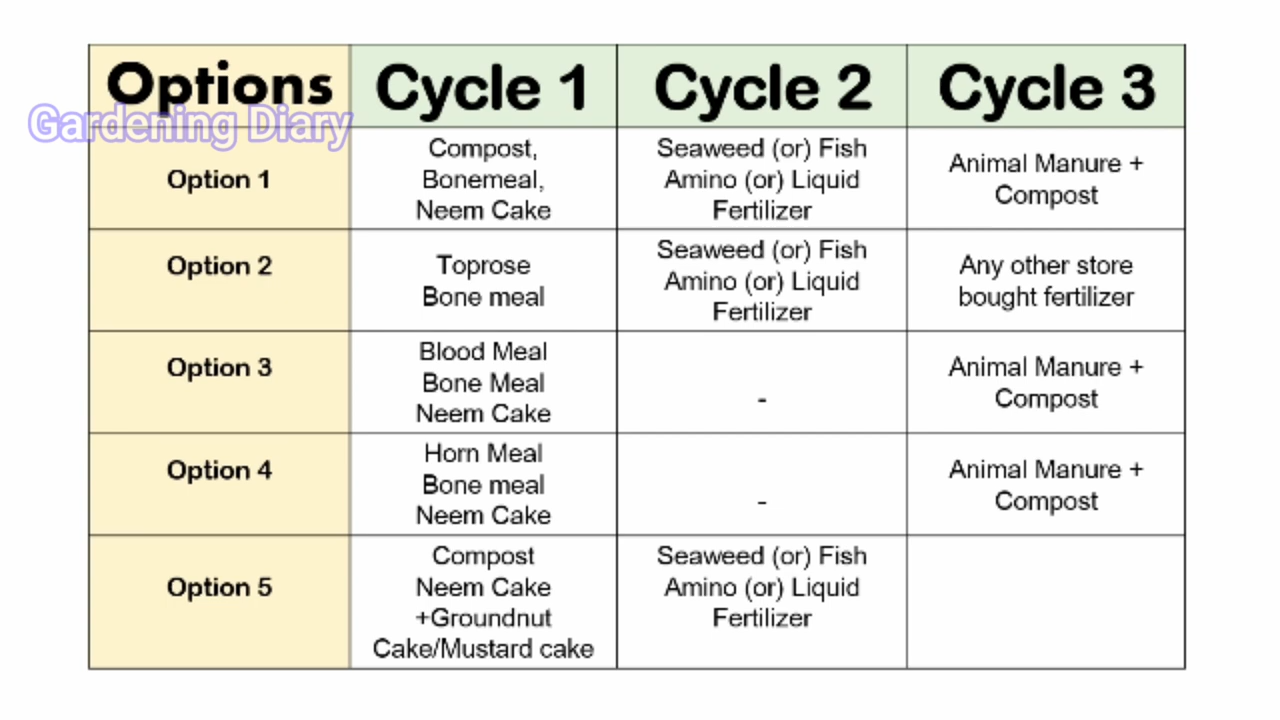 Options Cycle 1 Cycle 2 Cycle 3
Gardening Diary
Option 1
Compost,
Bonemeal,
Neem Cake
Seaweed (or) Fish
Amino (or) Liquid
Fertilizer
Animal Manure +
Compost
Option 2
Toprose
Bone meal
Seaweed (or) Fish
Amino (or) Liquid
Fertilizer
Any other store
bought fertilizer
Option 3
Blood Meal
Bone Meal
Neem Cake
-
Animal Manure +
Compost
Option 4
Horn Meal
Bone meal
Neem Cake
-
Animal Manure +
Compost
Option 5
Compost
Neem Cake
+Groundnut
Cake/Mustard cake
Seaweed (or) Fish
Amino (or) Liquid
Fertilizer